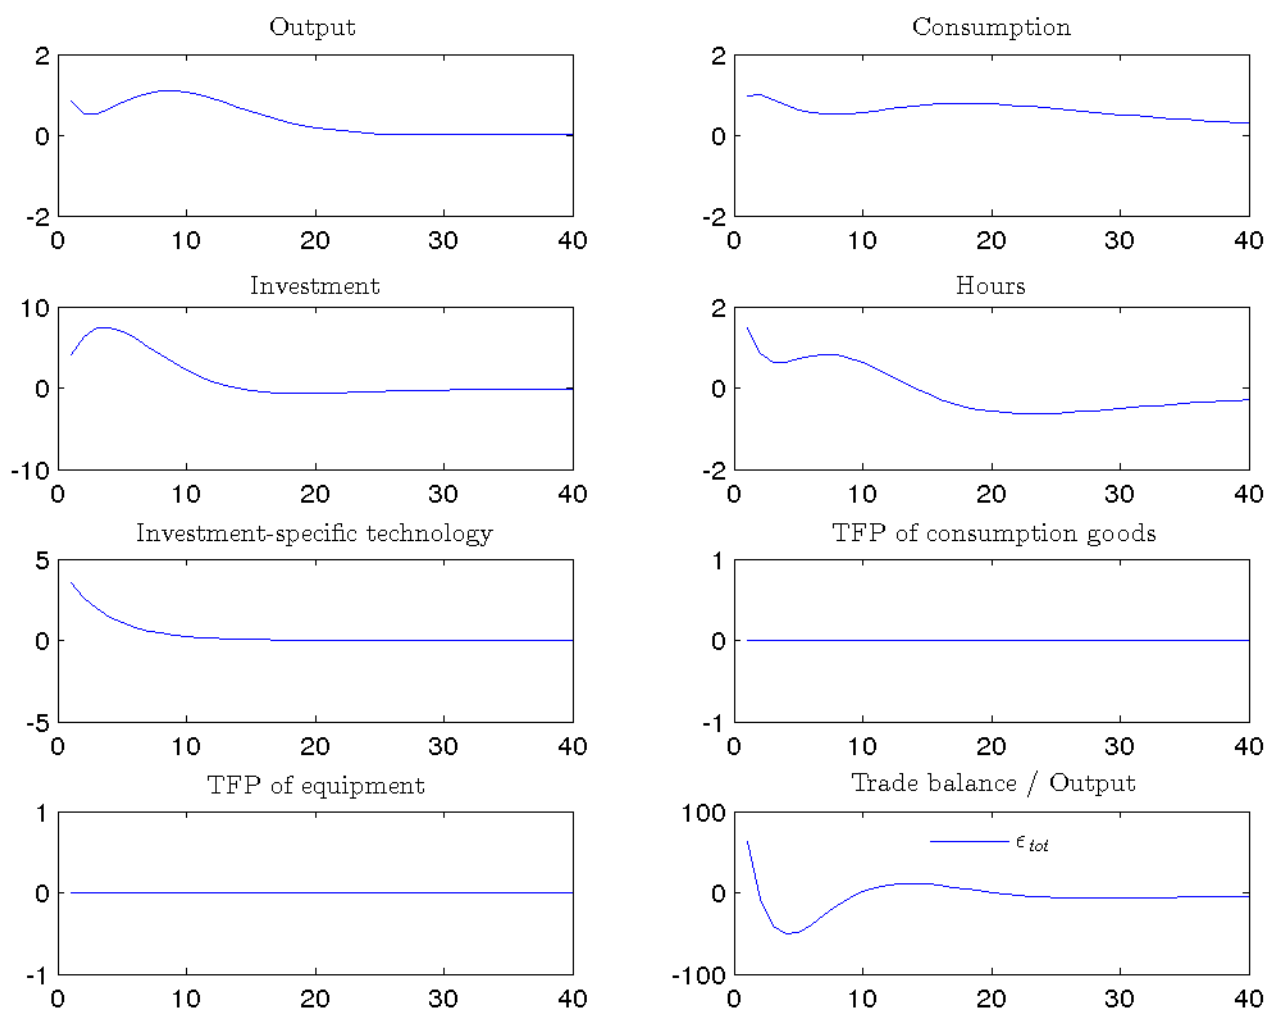 Output
2
0
-2
0 10 20 30 40
Consumption
2
0
-2
0 10 20 30 40
Investment
10
0
-10
0 10 20 30 40
Hours
2
0
-2
0 10 20 30 40
Investment-specific technology
5
0
-5
0 10 20 30 40
TFP of consumption goods
1
0
-1
0 10 20 30 40
TFP of equipment
1
0
-1
0 10 20 30 40
Trade balance / Output
100
ϵtot
0
-100
0 10 20 30 40